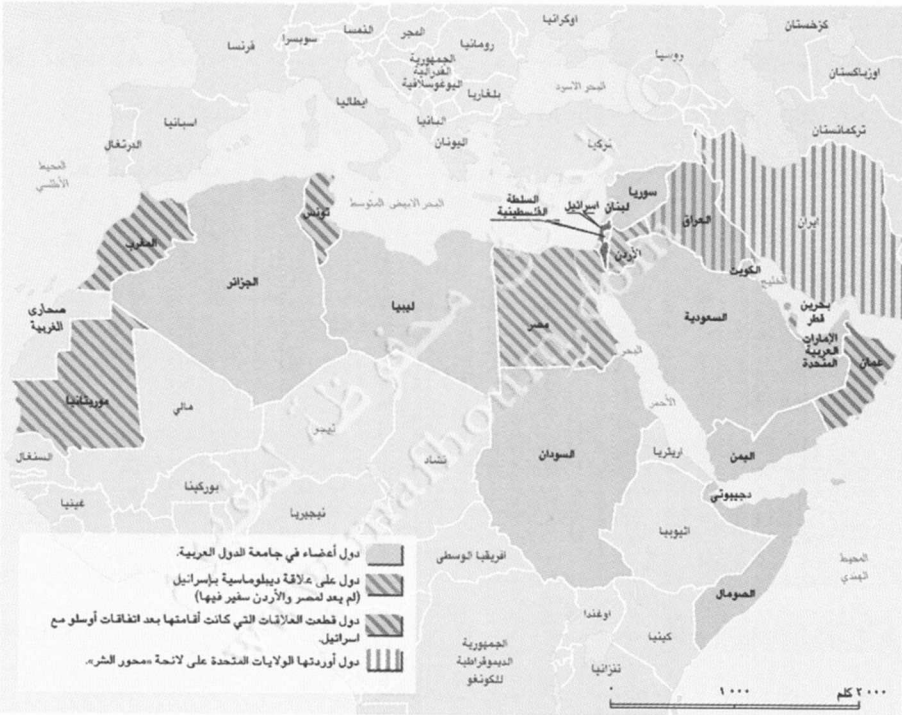 كزخستان
أوكرانيا
النمسا
المجر
رومانيا
سويسرا
فرنسا
روسيا
الجمهورية
الفدرالية
اليوغوسلافية
اوزباكستان
البحر الاسود
بلغاريا
ايطاليا
اسبانيا
البرتغال
البانيا
اليونان
تركيا
تركمانستان
المحيط
الأطلسي
البحر الابيض المتوسط
السلطة
الفلسطينية
اسرائيل
لبنان
سوريا
العراق
ايران
تونس
المغرب
الأردن
الكويت
الخليج
الجزائر
ليبيا
مصر
السعودية
بحرين
قطر
الإمارات
العربية
المتحدة
عمان
صحارى
الغربية
البحر
الأحمر
موريتانيا
مالي
نيجر
تشاد
السودان
اريتريا
اليمن
السنغال
بوركينا
غينيا
نيجيريا
دجيبوتي
اثيوبيا
افريقيا الوسطى
الصومال
المحيط
الهندي
اوغندا
كينيا
الجمهورية
الديموقراطية
للكونغو
تنزانيا
دول أعضاء في جامعة الدول العربية.
دول على علاقة ديبلوماسية بإسرائيل
(لم يعد لمصر والأردن سفير فيها)
دول قطعت العلاقات التي كانت أقامتها بعد اتفاقات أوسلو مع
اسرائيل.
دول أوردتها الولايات المتحدة على لائحة «محور الشر».
٠ ١٠٠٠ ٢٠٠٠ كلم